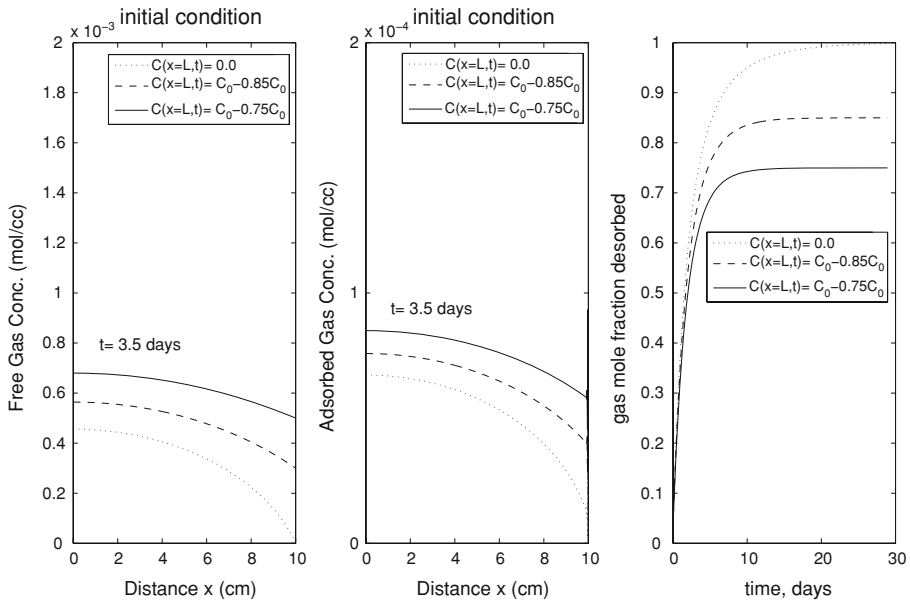 initial condition
x 10⁻³
2
1.8
1.6
1.4
1.2
1
0.8
0.6
0.4
0.2
0
0 2 4 6 8 10
Free Gas Conc. (mol/cc)
Distance x (cm)
C(x=L,t)= 0.0
C(x=L,t)= C₀−0.85C₀
C(x=L,t)= C₀−0.75C₀
t= 3.5 days
initial condition
x 10⁻⁴
2
1
0
0 2 4 6 8 10
Adsorbed Gas Conc. (mol/cc)
Distance x (cm)
C(x=L,t)= 0.0
C(x=L,t)= C₀−0.85C₀
C(x=L,t)= C₀−0.75C₀
t= 3.5 days
1
0.9
0.8
0.7
0.6
0.5
0.4
0.3
0.2
0.1
0
0 10 20 30
gas mole fraction desorbed
time, days
C(x=L,t)= 0.0
C(x=L,t)= C₀−0.85C₀
C(x=L,t)= C₀−0.75C₀